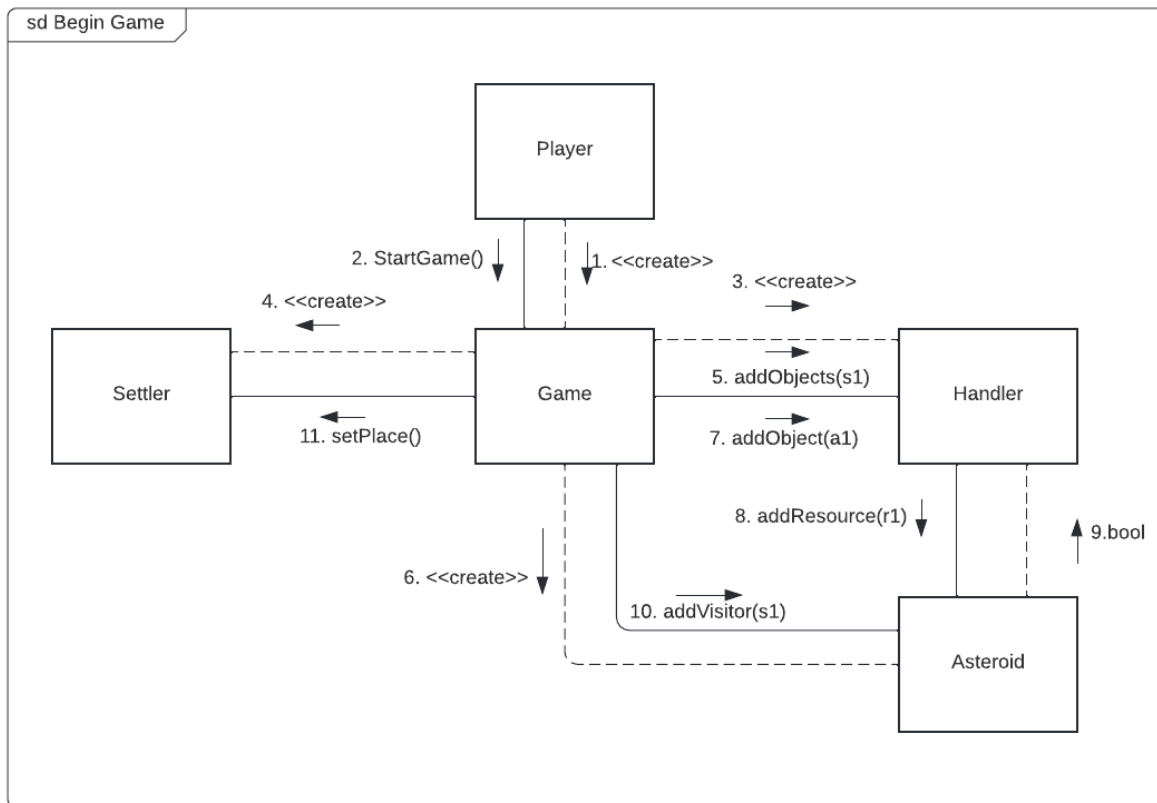 sd Begin Game
Player
2. StartGame()
1. <<create>>
3. <<create>>
4. <<create>>
Settler
Game
5. addObjects(s1)
Handler
11. setPlace()
7. addObject(a1)
8. addResource(r1)
9.bool
6. <<create>>
10. addVisitor(s1)
Asteroid